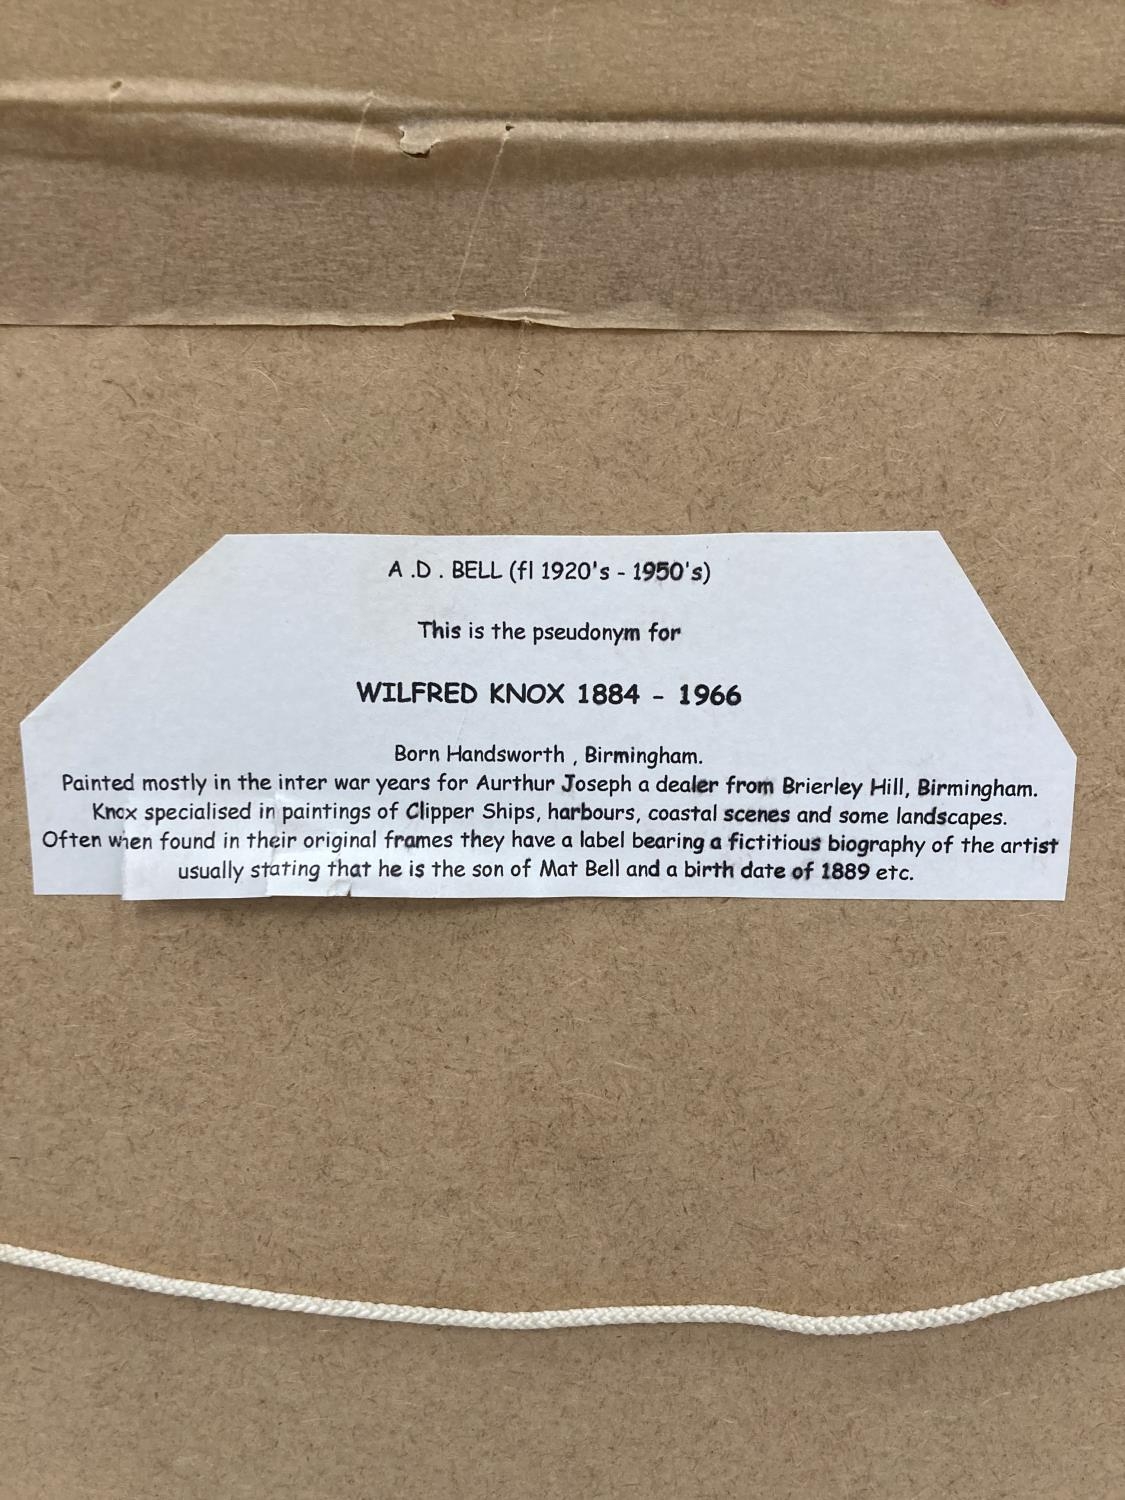 A .D . BELL (fl 1920's - 1950's)
This is the pseudonym for
WILFRED KNOX 1884 - 1966
Born Handsworth , Birmingham.
Painted mostly in the inter war years for Aurthur Joseph a dealer from Brierley Hill, Birmingham.
Knox specialised in paintings of Clipper Ships, harbours, coastal scenes and some landscapes.
Often when found in their original frames they have a label bearing a fictitious biography of the artist
usually stating that he is the son of Mat Bell and a birth date of 1889 etc.